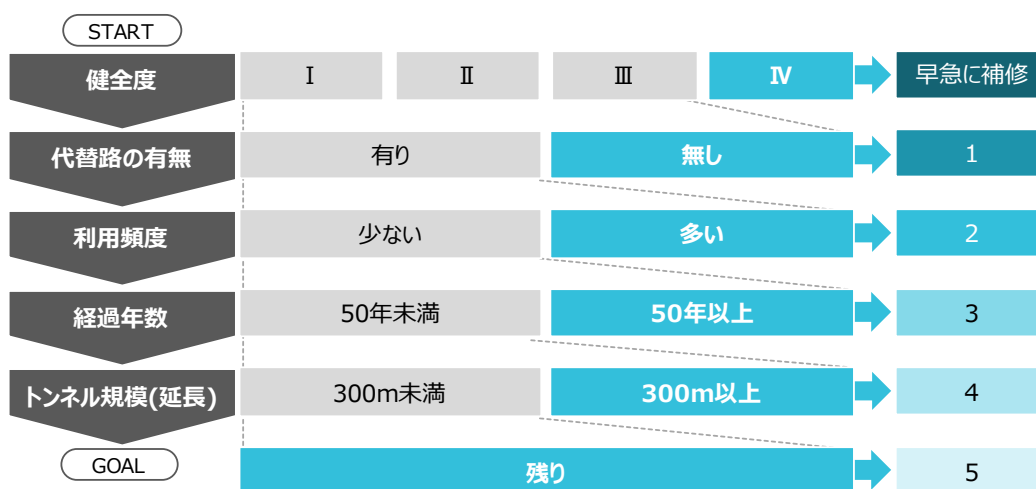 START
健全度 Ⅰ Ⅱ Ⅲ Ⅳ 早急に補修
代替路の有無 有り 無し 1
利用頻度 少ない 多い 2
経過年数 50年未満 50年以上 3
トンネル規模(延長) 300m未満 300m以上 4
GOAL 残り 5